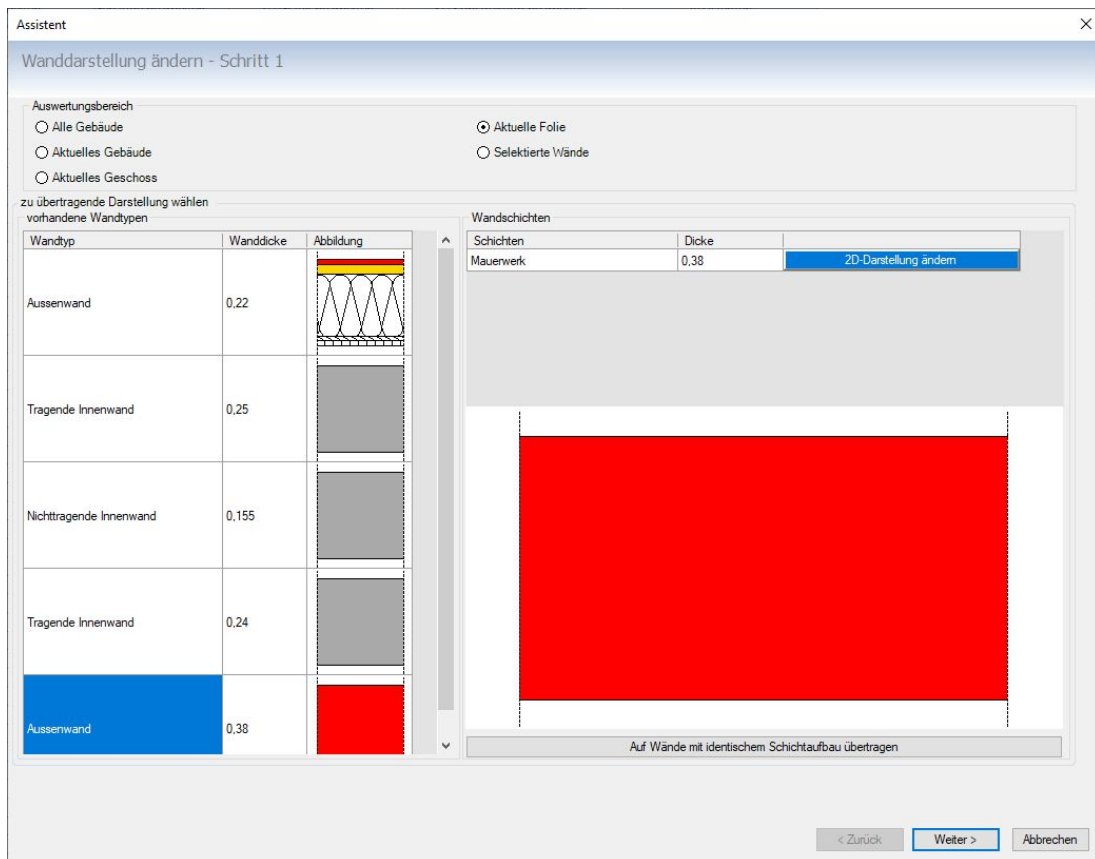 Assistent
Wanddarstellung ändern - Schritt 1
Auswertungsbereich
Alle Gebäude
Aktuelle Folie
Aktuelles Gebäude
Selektierte Wände
Aktuelles Geschoss
zu übertragende Darstellung wählen
vorhandene Wandtypen
Wandtyp Wanddicke Abbildung
Aussenwand 0,22
Tragende Innenwand 0,25
Nichttragende Innenwand 0,155
Tragende Innenwand 0,24
Aussenwand 0,38
Wandschichten
Schichten Dicke
Mauerwerk 0,38 2D-Darstellung ändern
Auf Wände mit identischem Schichtaufbau übertragen
< Zurück Weiter > Abbrechen